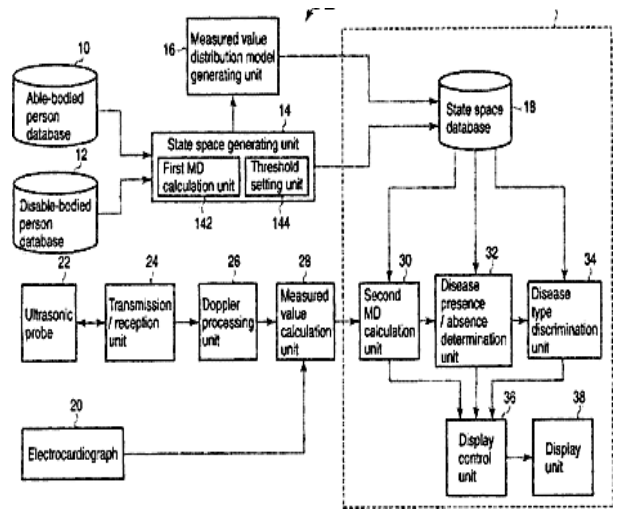 10
Able-bodied
person
database
12
Disable-bodied
person
database
16
Measured value
distribution model
generating unit
14
State space generating unit
First MD
calculation unit
Threshold
setting unit
142
144
State space
database
18
22
Ultrasonic
probe
24
Transmission
/ reception
unit
26
Doppler
processing
unit
28
Measured
value
calculation
unit
30
Second
MD
calculation
unit
32
Disease
presence
/ absence
determination
unit
34
Disease
type
discrimination
unit
20
Electrocardiograph
36
Display
control
unit
38
Display
unit